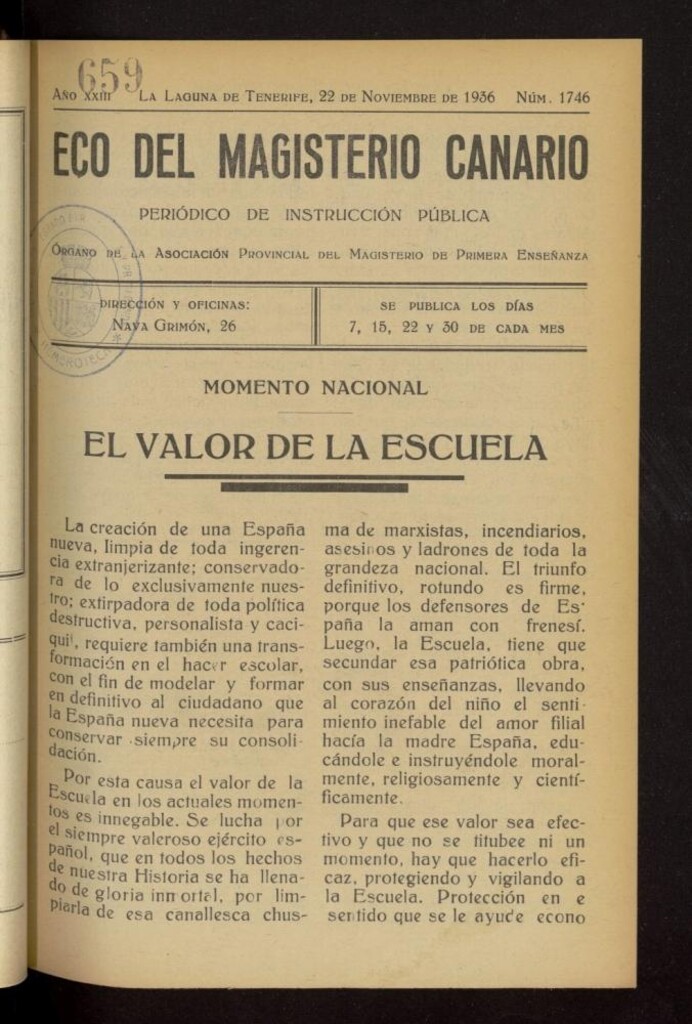 659
Año XXIII La Laguna de Tenerife, 22 de Noviembre de 1936 Núm. 1746
ECO DEL MAGISTERIO CANARIO
PERIÓDICO DE INSTRUCCIÓN PÚBLICA
Órgano de la Asociación Provincial del Magisterio de Primera Enseñanza
DIRECCIÓN Y OFICINAS:
Nava Grimón, 26
SE PUBLICA LOS DÍAS
7, 15, 22 Y 30 DE CADA MES
MOMENTO NACIONAL
EL VALOR DE LA ESCUELA
La creación de una España
nueva, limpia de toda ingeren-
cia extranjerizante; conservado-
ra de lo exclusivamente nues-
tro; extirpadora de toda política
destructiva, personalista y caci-
qui', requiere también una trans-
formación en el hacer escolar,
con el fin de modelar y formar
en definitivo al ciudadano que
la España nueva necesita para
conservar siempre su consoli-
dación.
Por esta causa el valor de la
Escuela en los actuales momen-
tos es innegable. Se lucha por
el siempre valeroso ejército es-
pañol, que en todos los hechos
de nuestra Historia se ha llena-
do de gloria inmortal, por lim-
piarla de esa canallesca chus-
ma de marxistas, incendiarios,
asesinos y ladrones de toda la
grandeza nacional. El triunfo
definitivo, rotundo es firme,
porque los defensores de Es-
paña la aman con frenesí.
Luego, la Escuela, tiene que
secundar esa patriótica obra,
con sus enseñanzas, llevando
al corazón del niño el senti-
miento inefable del amor filial
hacía la madre España, edu-
cándole e instruyéndole moral-
mente, religiosamente y cientí-
ficamente.
Para que ese valor sea efec-
tivo y que no se titubee ni un
momento, hay que hacerlo efi-
caz, protegiendo y vigilando a
la Escuela. Protección en e
sentido que se le ayude econo